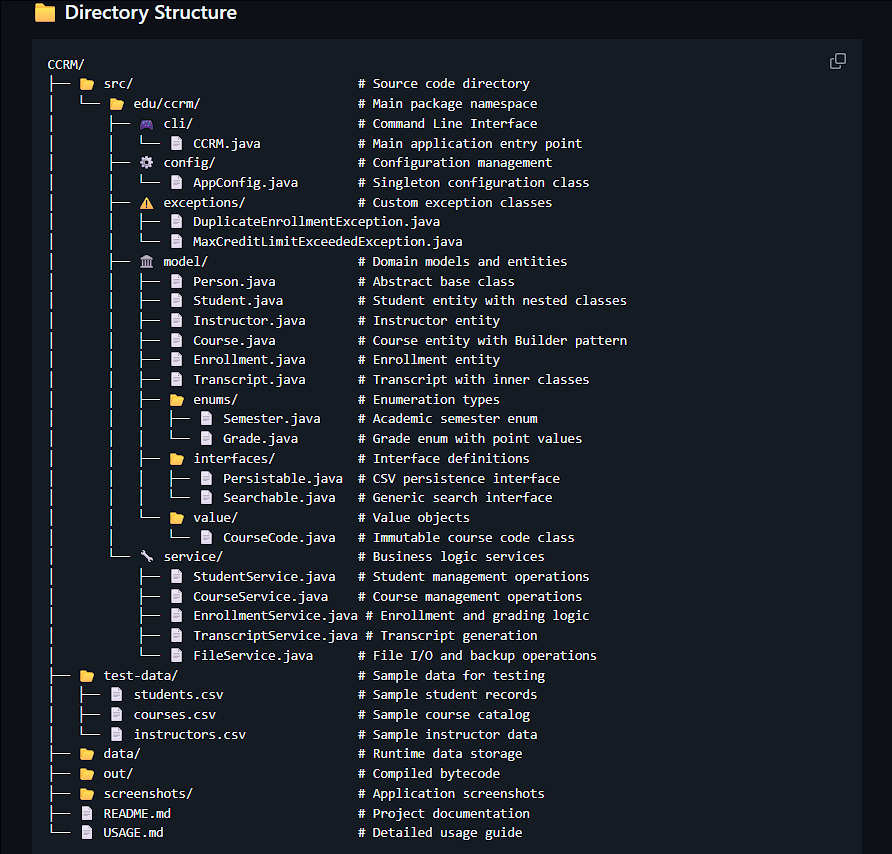 📁 Directory Structure
CCRM/
├── 📁 src/                              # Source code directory
│   └── 📁 edu/ccrm/                     # Main package namespace
│       ├── 🎮 cli/                      # Command Line Interface
│       │   └── 📄 CCRM.java             # Main application entry point
│       ├── ⚙️ config/                   # Configuration management
│       │   └── 📄 AppConfig.java        # Singleton configuration class
│       ├── ⚠️ exceptions/               # Custom exception classes
│       │   ├── 📄 DuplicateEnrollmentException.java
│       │   └── 📄 MaxCreditLimitExceededException.java
│       ├── 🏛️ model/                    # Domain models and entities
│       │   ├── 📄 Person.java           # Abstract base class
│       │   ├── 📄 Student.java          # Student entity with nested classes
│       │   ├── 📄 Instructor.java       # Instructor entity
│       │   ├── 📄 Course.java           # Course entity with Builder pattern
│       │   ├── 📄 Enrollment.java       # Enrollment entity
│       │   ├── 📄 Transcript.java       # Transcript with inner classes
│       │   ├── 📁 enums/                # Enumeration types
│       │   │   ├── 📄 Semester.java     # Academic semester enum
│       │   │   └── 📄 Grade.java        # Grade enum with point values
│       │   ├── 📁 interfaces/           # Interface definitions
│       │   │   ├── 📄 Persistable.java  # CSV persistence interface
│       │   │   └── 📄 Searchable.java   # Generic search interface
│       │   └── 📁 value/                # Value objects
│       │       └── 📄 CourseCode.java   # Immutable course code class
│       └── 🔧 service/                  # Business logic services
│           ├── 📄 StudentService.java   # Student management operations
│           ├── 📄 CourseService.java    # Course management operations
│           ├── 📄 EnrollmentService.java # Enrollment and grading logic
│           ├── 📄 TranscriptService.java # Transcript generation
│           └── 📄 FileService.java      # File I/O and backup operations
├── 📁 test-data/                        # Sample data for testing
│   ├── 📄 students.csv                  # Sample student records
│   ├── 📄 courses.csv                   # Sample course catalog
│   └── 📄 instructors.csv               # Sample instructor data
├── 📁 data/                             # Runtime data storage
├── 📁 out/                              # Compiled bytecode
├── 📁 screenshots/                      # Application screenshots
├── 📄 README.md                         # Project documentation
└── 📄 USAGE.md                          # Detailed usage guide